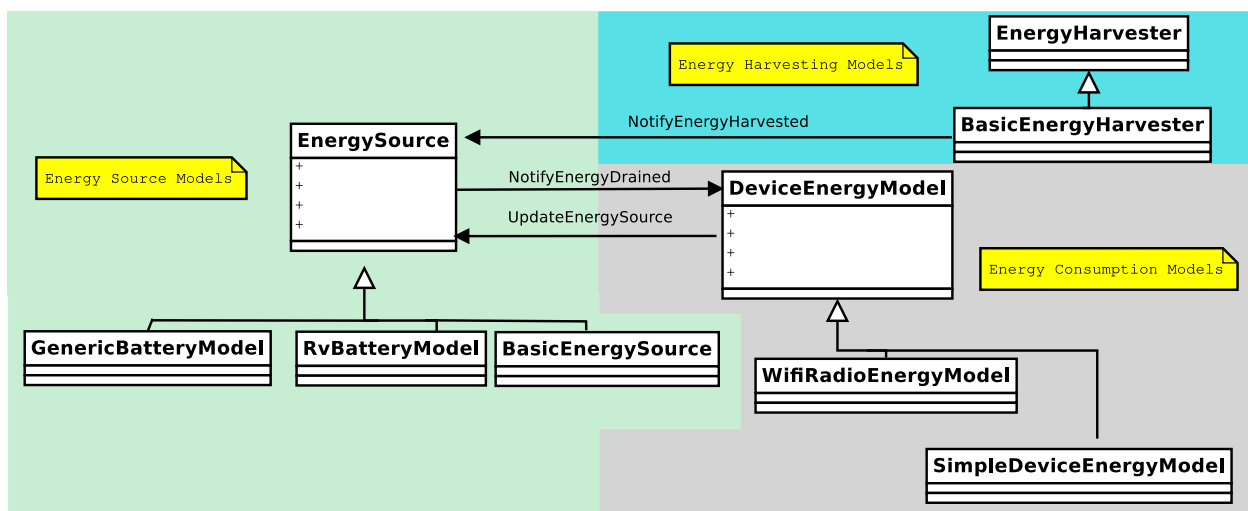 EnergyHarvester
Energy Harvesting Models
BasicEnergyHarvester
NotifyEnergyHarvested
EnergySource
+
+
+
+
Energy Source Models
NotifyEnergyDrained
DeviceEnergyModel
+
+
+
+
UpdateEnergySource
Energy Consumption Models
GenericBatteryModel
RvBatteryModel
BasicEnergySource
WifiRadioEnergyModel
SimpleDeviceEnergyModel